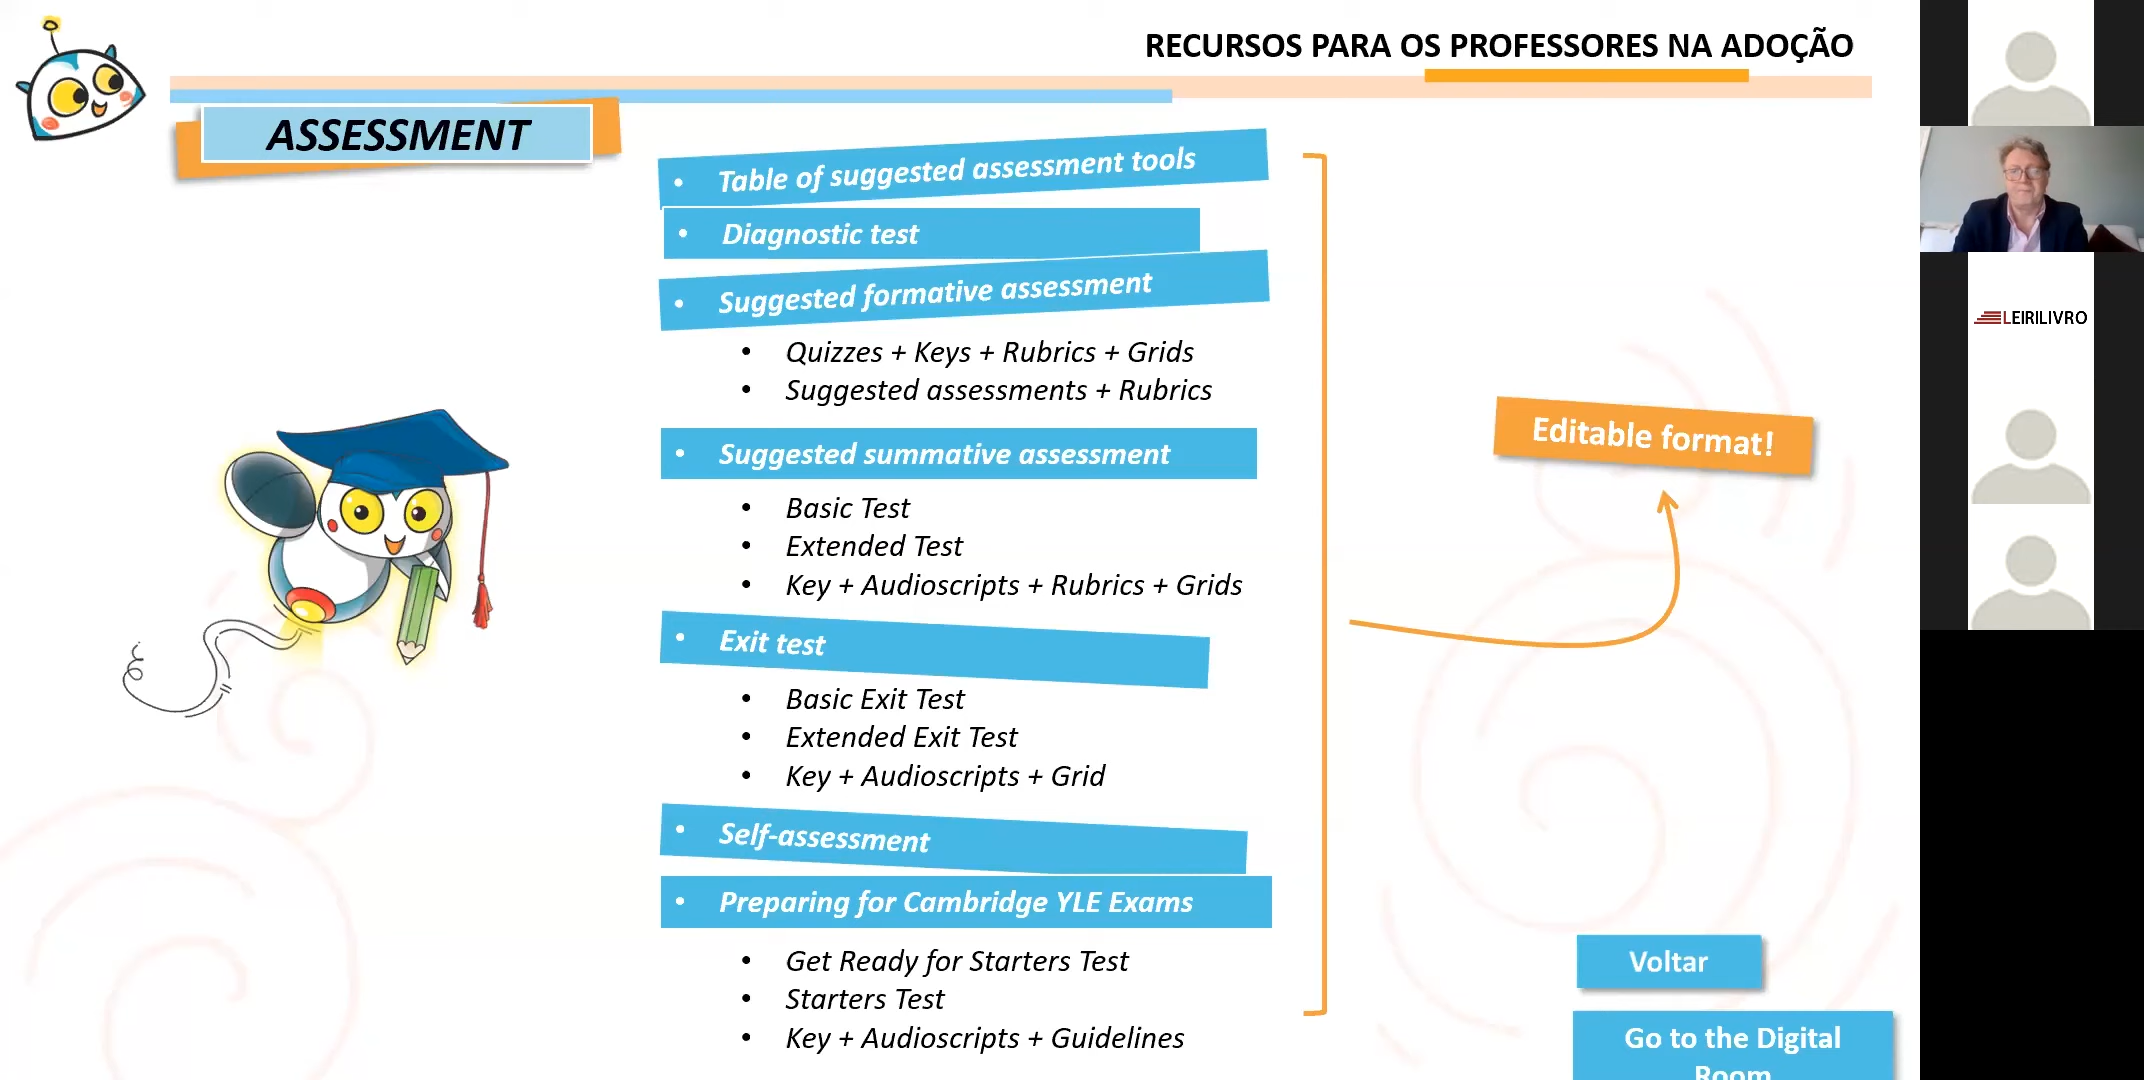 RECURSOS PARA OS PROFESSORES NA ADOÇÃO
ASSESSMENT
• Table of suggested assessment tools
• Diagnostic test
• Suggested formative assessment
• Quizzes + Keys + Rubrics + Grids
• Suggested assessments + Rubrics
• Suggested summative assessment
• Basic Test
• Extended Test
• Key + Audioscripts + Rubrics + Grids
• Exit test
• Basic Exit Test
• Extended Exit Test
• Key + Audioscripts + Grid
• Self-assessment
• Preparing for Cambridge YLE Exams
• Get Ready for Starters Test
• Starters Test
• Key + Audioscripts + Guidelines
Editable format!
Voltar
Go to the Digital
Room
LEIRILIVRO